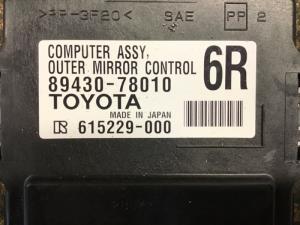 >PP-3F20< SAE PP 2
COMPUTER ASSY,
OUTER MIRROR CONTROL 6R
89430-78010
TOYOTA
MADE IN JAPAN
R 615229-000